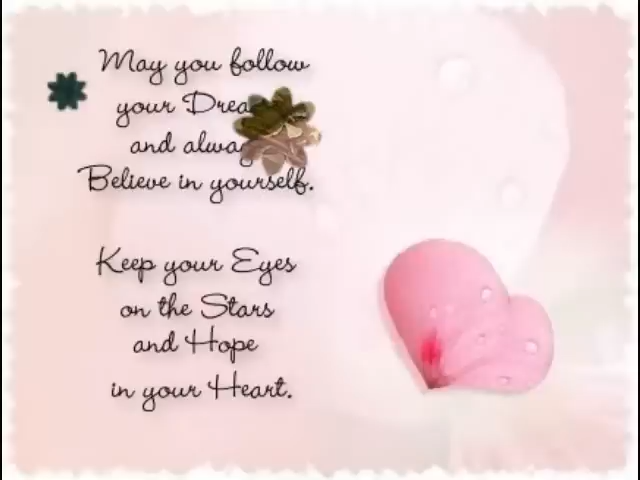 May you follow
your
and
Believe in yourself.
Keep your Eyes
on the Stars
and Hope
in your Heart.